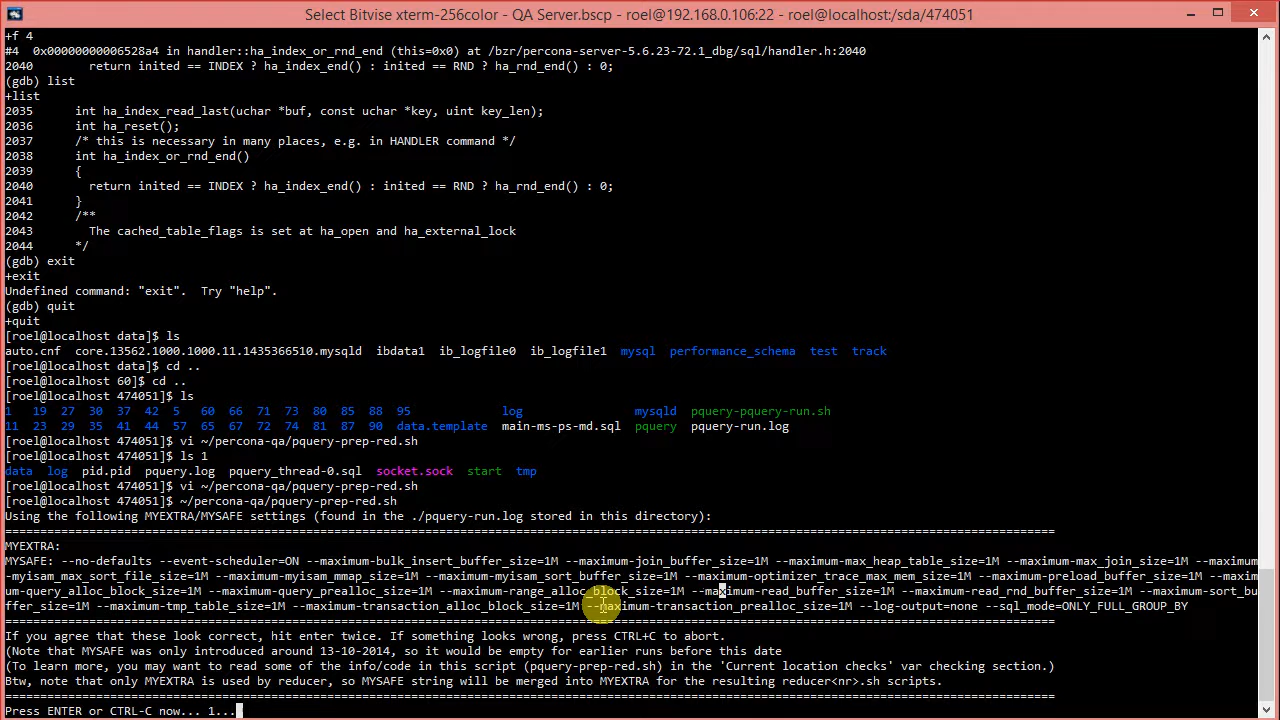 Select Bitvise xterm-256color - QA Server.bscp - roel@192.168.0.106:22 - roel@localhost:/sda/474051
+f 4
#4  0x00000000006528a4 in handler::ha_index_or_rnd_end (this=0x0) at /bzr/percona-server-5.6.23-72.1_dbg/sql/handler.h:2040
2040        return inited == INDEX ? ha_index_end() : inited == RND ? ha_rnd_end() : 0;
(gdb) list
+list
2035      int ha_index_read_last(uchar *buf, const uchar *key, uint key_len);
2036      int ha_reset();
2037      /* this is necessary in many places, e.g. in HANDLER command */
2038      int ha_index_or_rnd_end()
2039      {
2040        return inited == INDEX ? ha_index_end() : inited == RND ? ha_rnd_end() : 0;
2041      }
2042      /**
2043        The cached_table_flags is set at ha_open and ha_external_lock
2044      */
(gdb) exit
+exit
Undefined command: "exit".  Try "help".
(gdb) quit
+quit
[roel@localhost data]$ ls
auto.cnf  core.13562.1000.1000.11.1435366510.mysqld  ibdata1  ib_logfile0  ib_logfile1  mysql  performance_schema  test  track
[roel@localhost data]$ cd ..
[roel@localhost 60]$ cd ..
[roel@localhost 474051]$ ls
1   19  27  30  37  42  5   60  66  71  73  80  85  88  95             log                mysqld   pquery-pquery-run.sh
11  23  29  35  41  44  57  65  67  72  74  81  87  90  data.template  main-ms-ps-md.sql  pquery   pquery-run.log
[roel@localhost 474051]$ vi ~/percona-qa/pquery-prep-red.sh
[roel@localhost 474051]$ ls 1
data  log  pid.pid  pquery.log  pquery_thread-0.sql  socket.sock  start  tmp
[roel@localhost 474051]$ vi ~/percona-qa/pquery-prep-red.sh
[roel@localhost 474051]$ ~/percona-qa/pquery-prep-red.sh
Using the following MYEXTRA/MYSAFE settings (found in the ./pquery-run.log stored in this directory):
============================================================================================================================================
MYEXTRA:
MYSAFE: --no-defaults --event-scheduler=ON --maximum-bulk_insert_buffer_size=1M --maximum-join_buffer_size=1M --maximum-max_heap_table_size=1M --maximum-max_join_size=1M --maximum
-myisam_max_sort_file_size=1M --maximum-myisam_mmap_size=1M --maximum-myisam_sort_buffer_size=1M --maximum-optimizer_trace_max_mem_size=1M --maximum-preload_buffer_size=1M --maxim
um-query_alloc_block_size=1M --maximum-query_prealloc_size=1M --maximum-range_alloc_block_size=1M --maximum-read_buffer_size=1M --maximum-read_rnd_buffer_size=1M --maximum-sort_bu
ffer_size=1M --maximum-tmp_table_size=1M --maximum-transaction_alloc_block_size=1M --maximum-transaction_prealloc_size=1M --log-output=none --sql_mode=ONLY_FULL_GROUP_BY
============================================================================================================================================
If you agree that these look correct, hit enter twice. If something looks wrong, press CTRL+C to abort.
(Note that MYSAFE was only introduced around 13-10-2014, so it would be empty for earlier runs before this date
(To learn more, you may want to read some of the info/code in this script (pquery-prep-red.sh) in the 'Current location checks' var checking section.)
Btw, note that only MYEXTRA is used by reducer, so MYSAFE string will be merged into MYEXTRA for the resulting reducer<nr>.sh scripts.
============================================================================================================================================
Press ENTER or CTRL-C now... 1...